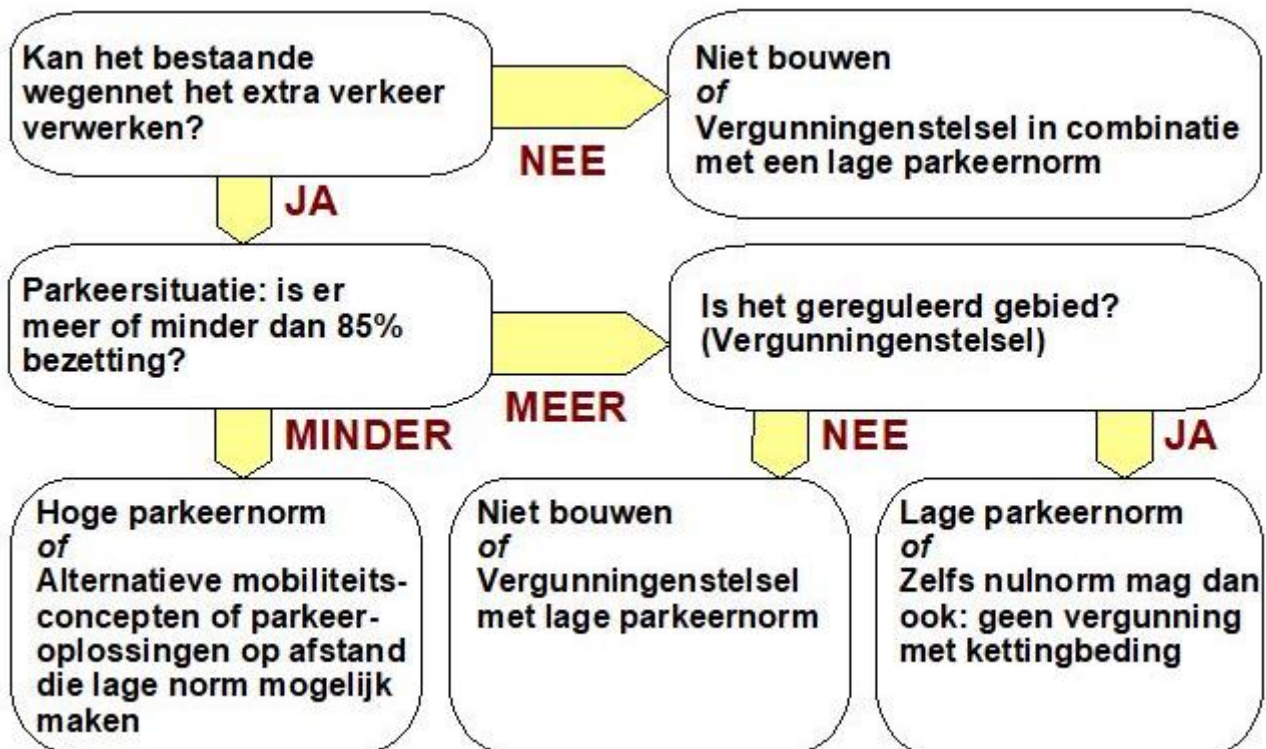 Kan het bestaande
wegennet het extra verkeer
verwerken?
NEE
Niet bouwen
of
Vergunningenstelsel in combinatie
met een lage parkeernorm
JA
Parkeersituatie: is er
meer of minder dan 85%
bezetting?
MEER
Is het gereguleerd gebied?
(Vergunningenstelsel)
MINDER
NEE
JA
Hoge parkeernorm
of
Alternatieve mobiliteits-
concepten of parkeer-
oplossingen op afstand
die lage norm mogelijk
maken
Niet bouwen
of
Vergunningenstelsel
met lage parkeernorm
Lage parkeernorm
of
Zelfs nulnorm mag dan
ook: geen vergunning
met kettingbeding